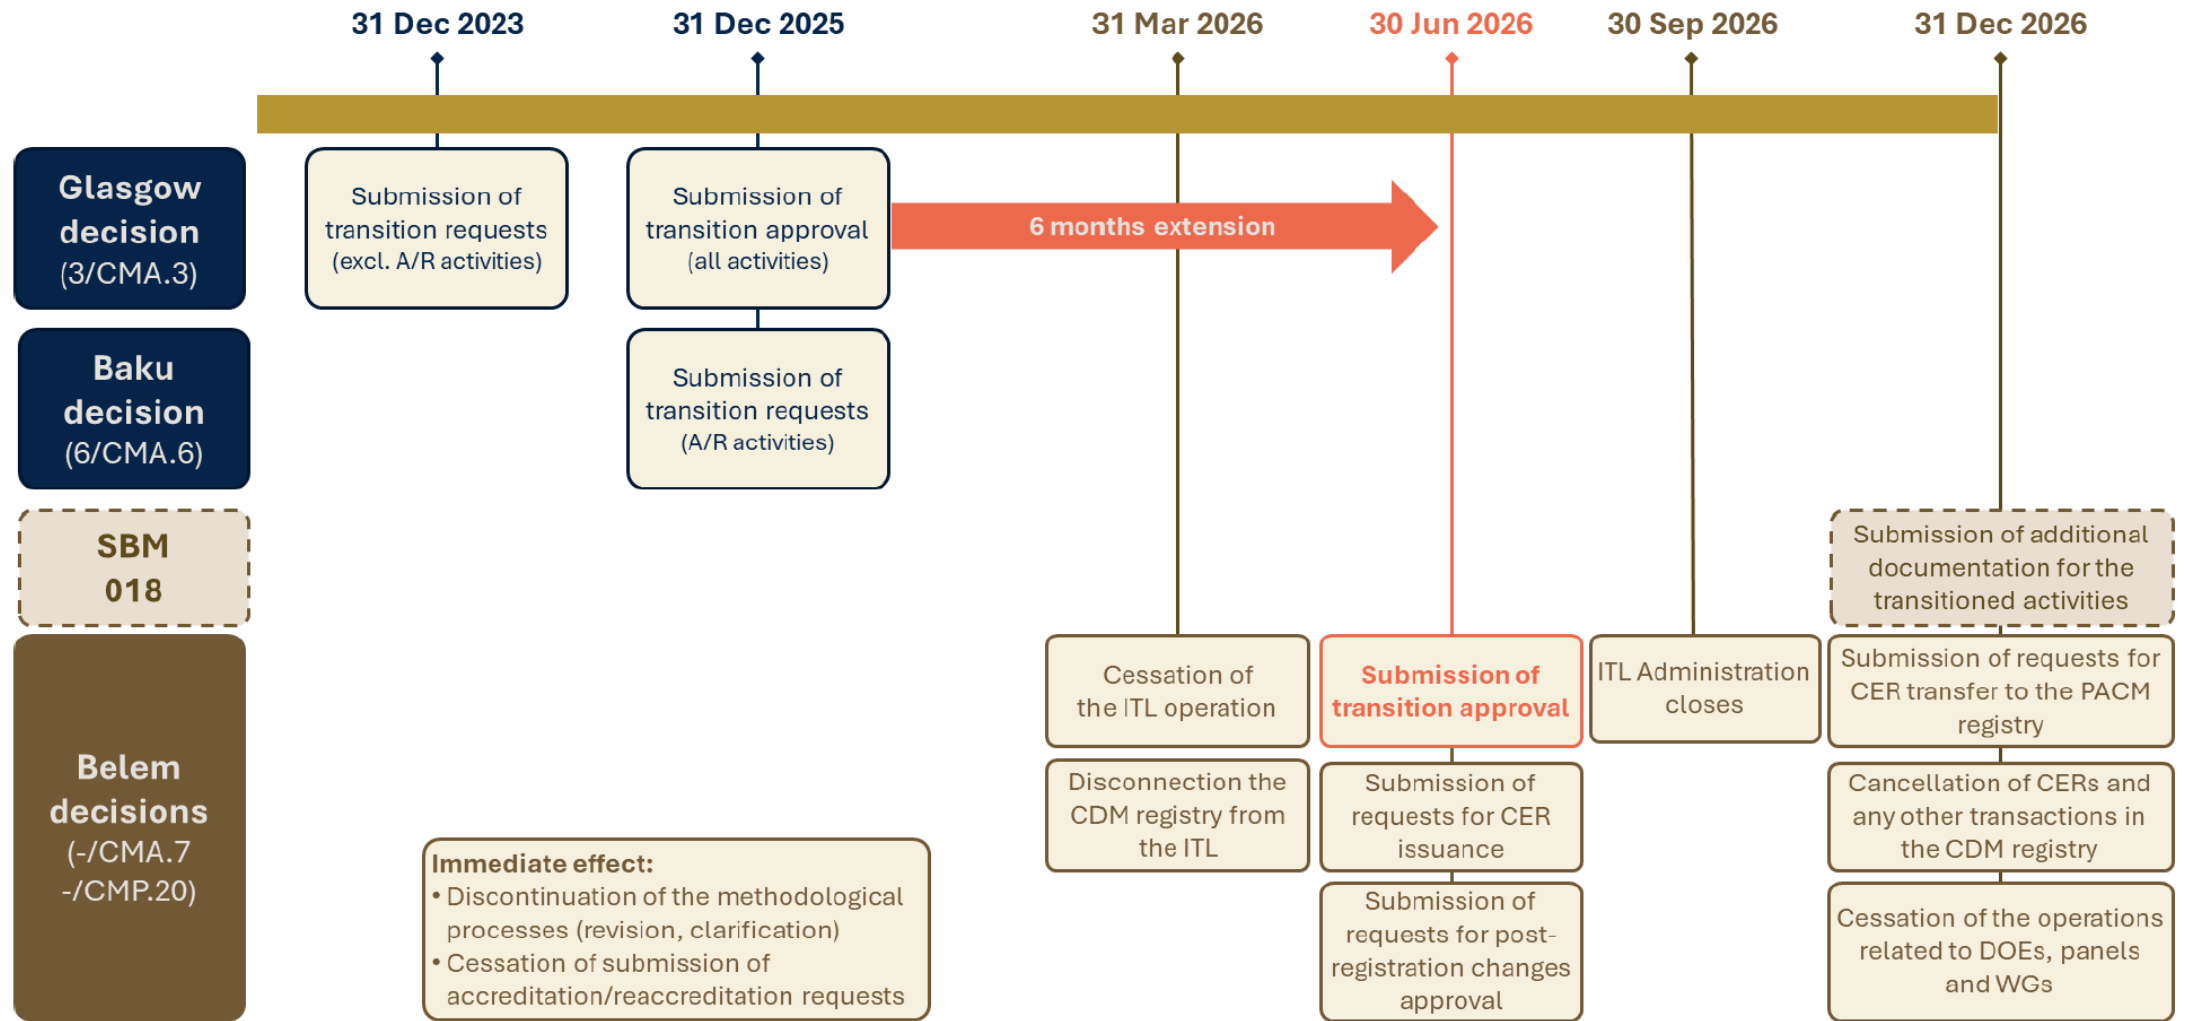 31 Dec 2023
31 Dec 2025
31 Mar 2026
30 Jun 2026
30 Sep 2026
31 Dec 2026
Glasgow
decision
(3/CMA.3)
Submission of
transition requests
(excl. A/R activities)
Submission of
transition approval
(all activities)
6 months extension
Baku
decision
(6/CMA.6)
Submission of
transition requests
(A/R activities)
SBM
018
Submission of additional
documentation for the
transitioned activities
Belem
decisions
(-/CMA.7
-/CMP.20)
Immediate effect:
• Discontinuation of the methodological
processes (revision, clarification)
• Cessation of submission of
accreditation/reaccreditation requests
Cessation of
the ITL operation
Disconnection the
CDM registry from
the ITL
Submission of
transition approval
Submission of
requests for CER
issuance
Submission of
requests for post-
registration changes
approval
ITL Administration
closes
Submission of requests for
CER transfer to the PACM
registry
Cancellation of CERs and
any other transactions in
the CDM registry
Cessation of the operations
related to DOEs, panels
and WGs